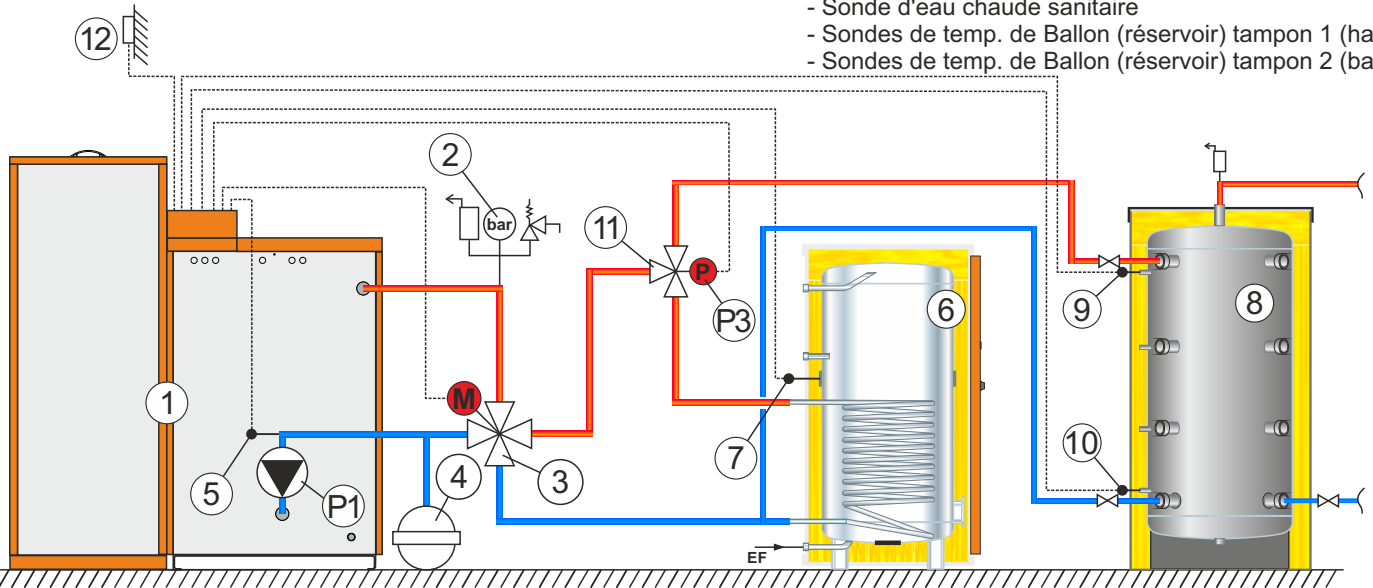 - Sonde d'eau chaude sanitaire
- Sondes de temp. de Ballon (réservoir) tampon 1 (ha
- Sondes de temp. de Ballon (réservoir) tampon 2 (ba
12
2
bar
11
P
P3
6
8
9
1
M
7
10
5
P1
4
3
EF